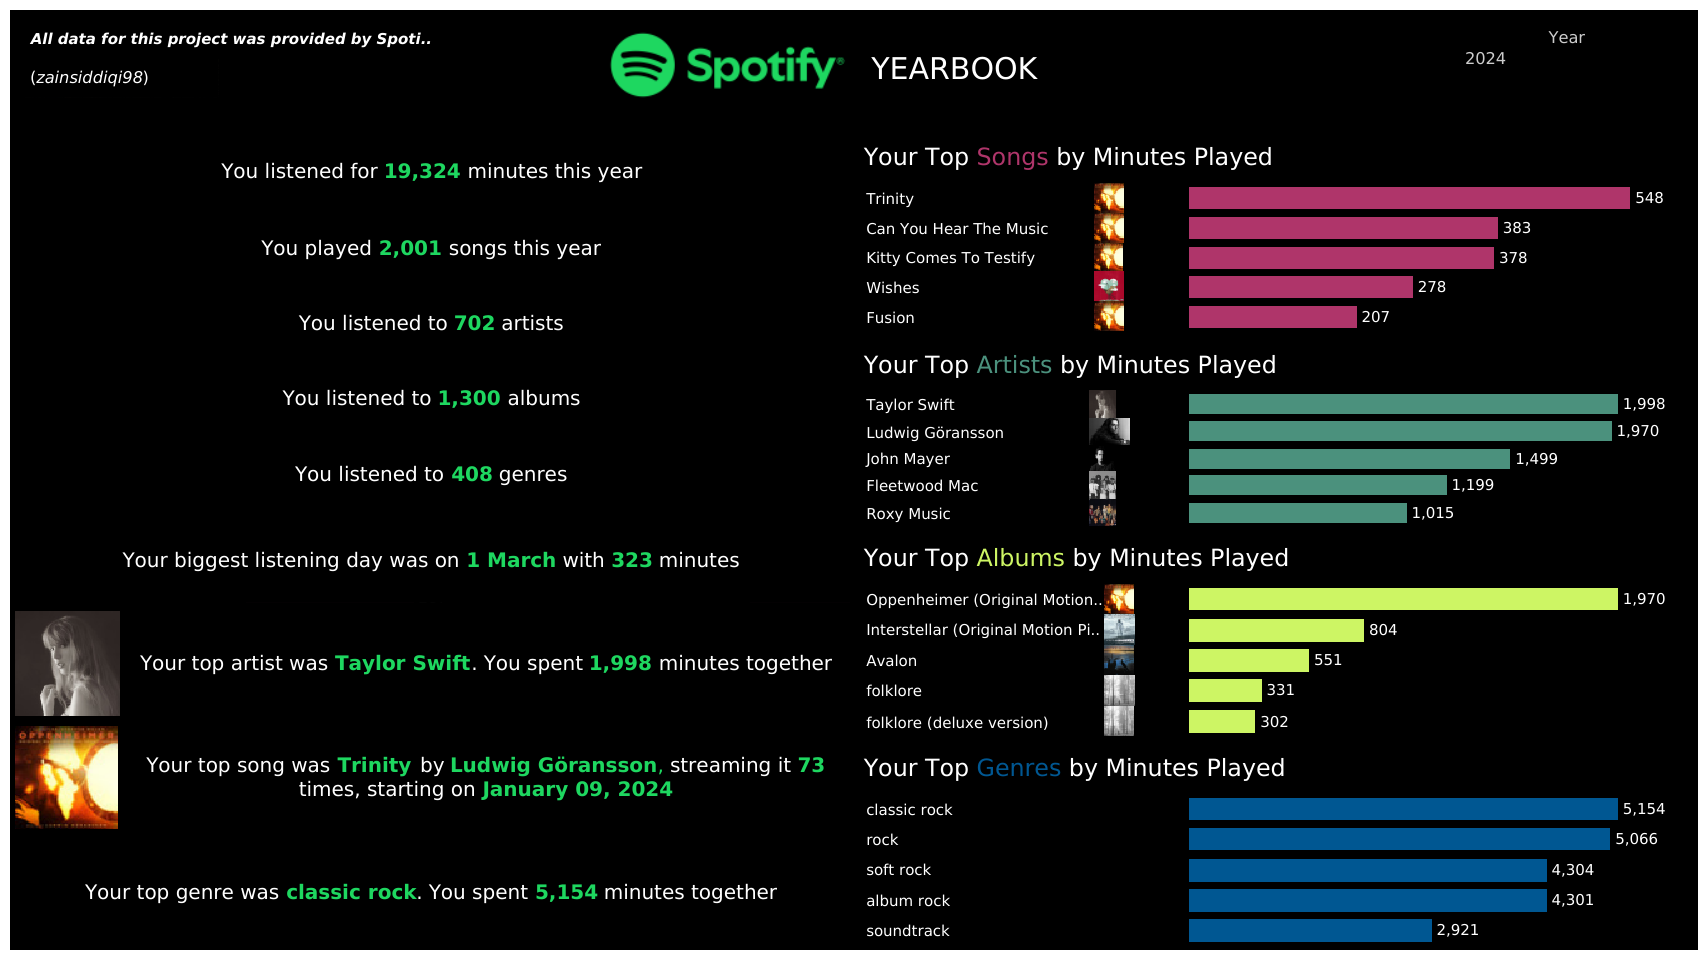 All data for this project was provided by Spoti..
(zainsiddiqi98)
Spotify®
YEARBOOK
Year
2024
You listened for 19,324 minutes this year
You played 2,001 songs this year
You listened to 702 artists
You listened to 1,300 albums
You listened to 408 genres
Your biggest listening day was on 1 March with 323 minutes
Your top artist was Taylor Swift. You spent 1,998 minutes together
OPPENHEIMER
Your top song was Trinity by Ludwig Göransson, streaming it 73
times, starting on January 09, 2024
Your top genre was classic rock. You spent 5,154 minutes together
Your Top Songs by Minutes Played
Trinity 548
Can You Hear The Music 383
Kitty Comes To Testify 378
Wishes 278
Fusion 207
Your Top Artists by Minutes Played
Taylor Swift 1,998
Ludwig Göransson 1,970
John Mayer 1,499
Fleetwood Mac 1,199
Roxy Music 1,015
Your Top Albums by Minutes Played
Oppenheimer (Original Motion.. 1,970
Interstellar (Original Motion Pi.. 804
Avalon 551
folklore 331
folklore (deluxe version) 302
Your Top Genres by Minutes Played
classic rock 5,154
rock 5,066
soft rock 4,304
album rock 4,301
soundtrack 2,921